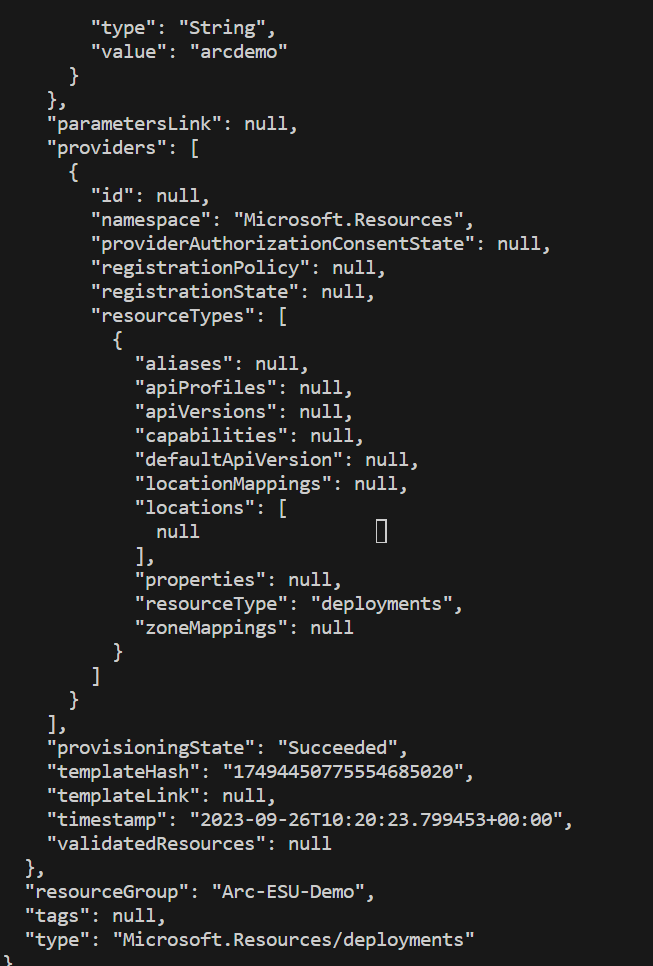 "type": "String",
"value": "arcdemo"
}
},
"parametersLink": null,
"providers": [
{
"id": null,
"namespace": "Microsoft.Resources",
"providerAuthorizationConsentState": null,
"registrationPolicy": null,
"registrationState": null,
"resourceTypes": [
{
"aliases": null,
"apiProfiles": null,
"apiVersions": null,
"capabilities": null,
"defaultApiVersion": null,
"locationMappings": null,
"locations": [
null
],
"properties": null,
"resourceType": "deployments",
"zoneMappings": null
}
]
}
],
"provisioningState": "Succeeded",
"templateHash": "17494450775554685020",
"templateLink": null,
"timestamp": "2023-09-26T10:20:23.799453+00:00",
"validatedResources": null
},
"resourceGroup": "Arc-ESU-Demo",
"tags": null,
"type": "Microsoft.Resources/deployments"
}